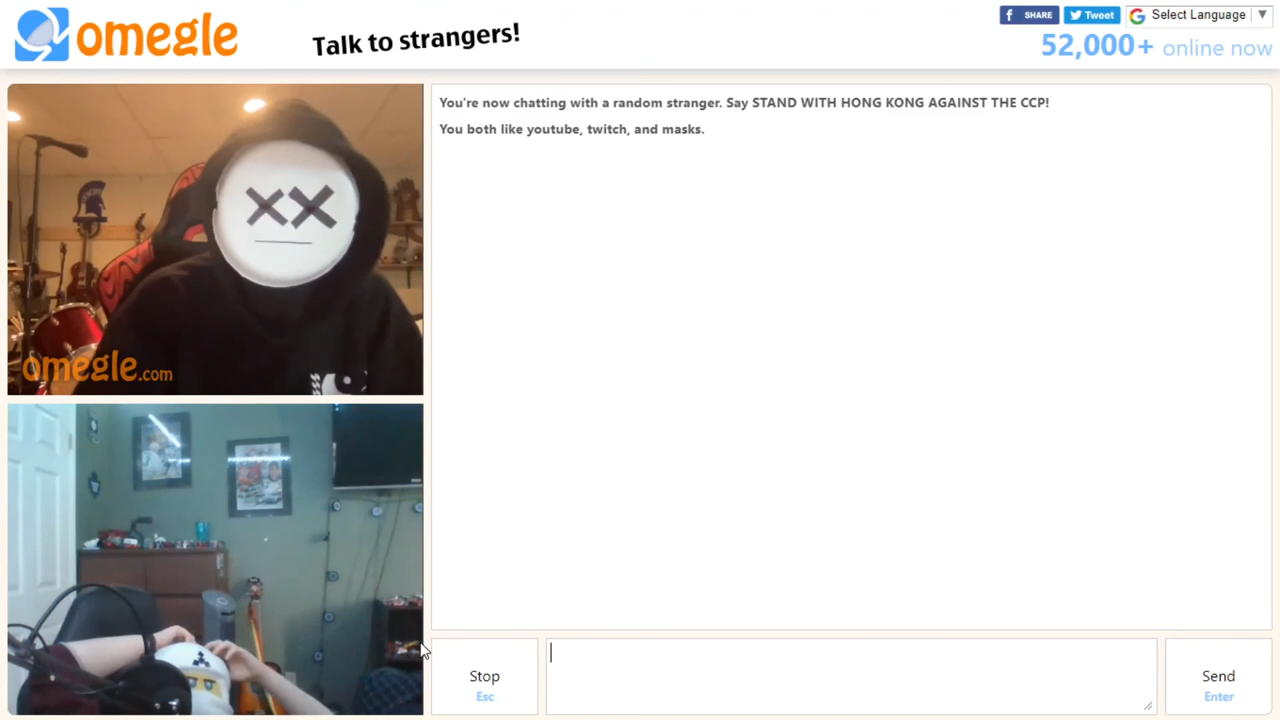 omegle
Talk to strangers!
f SHARE
Tweet
G Select Language ▼
52,000+ online now
You're now chatting with a random stranger. Say STAND WITH HONG KONG AGAINST THE CCP!
You both like youtube, twitch, and masks.
omegle.com
Stop
Esc
Send
Enter